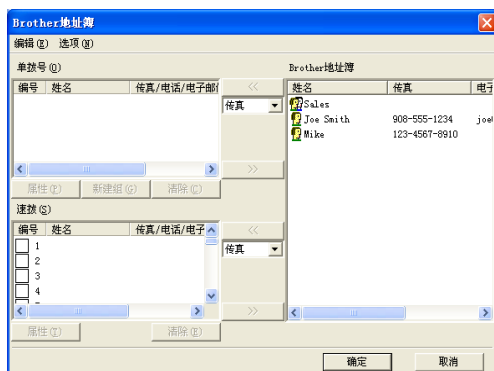 Brother地址簿
编辑(E) 选项(N)
单拨号(O)
编号 姓名 传真/电话/电子邮
<<
传真
>>
属性(P) 新建组(G) 清除(C)
速拨(S)
编号 姓名 传真/电话/电子
1
2
3
4
<<
传真
>>
属性(T) 清除(E)
Brother地址簿
姓名 传真 电子
Sales
Joe Smith 908-555-1234 joe
Mike 123-4567-8910
确定 取消